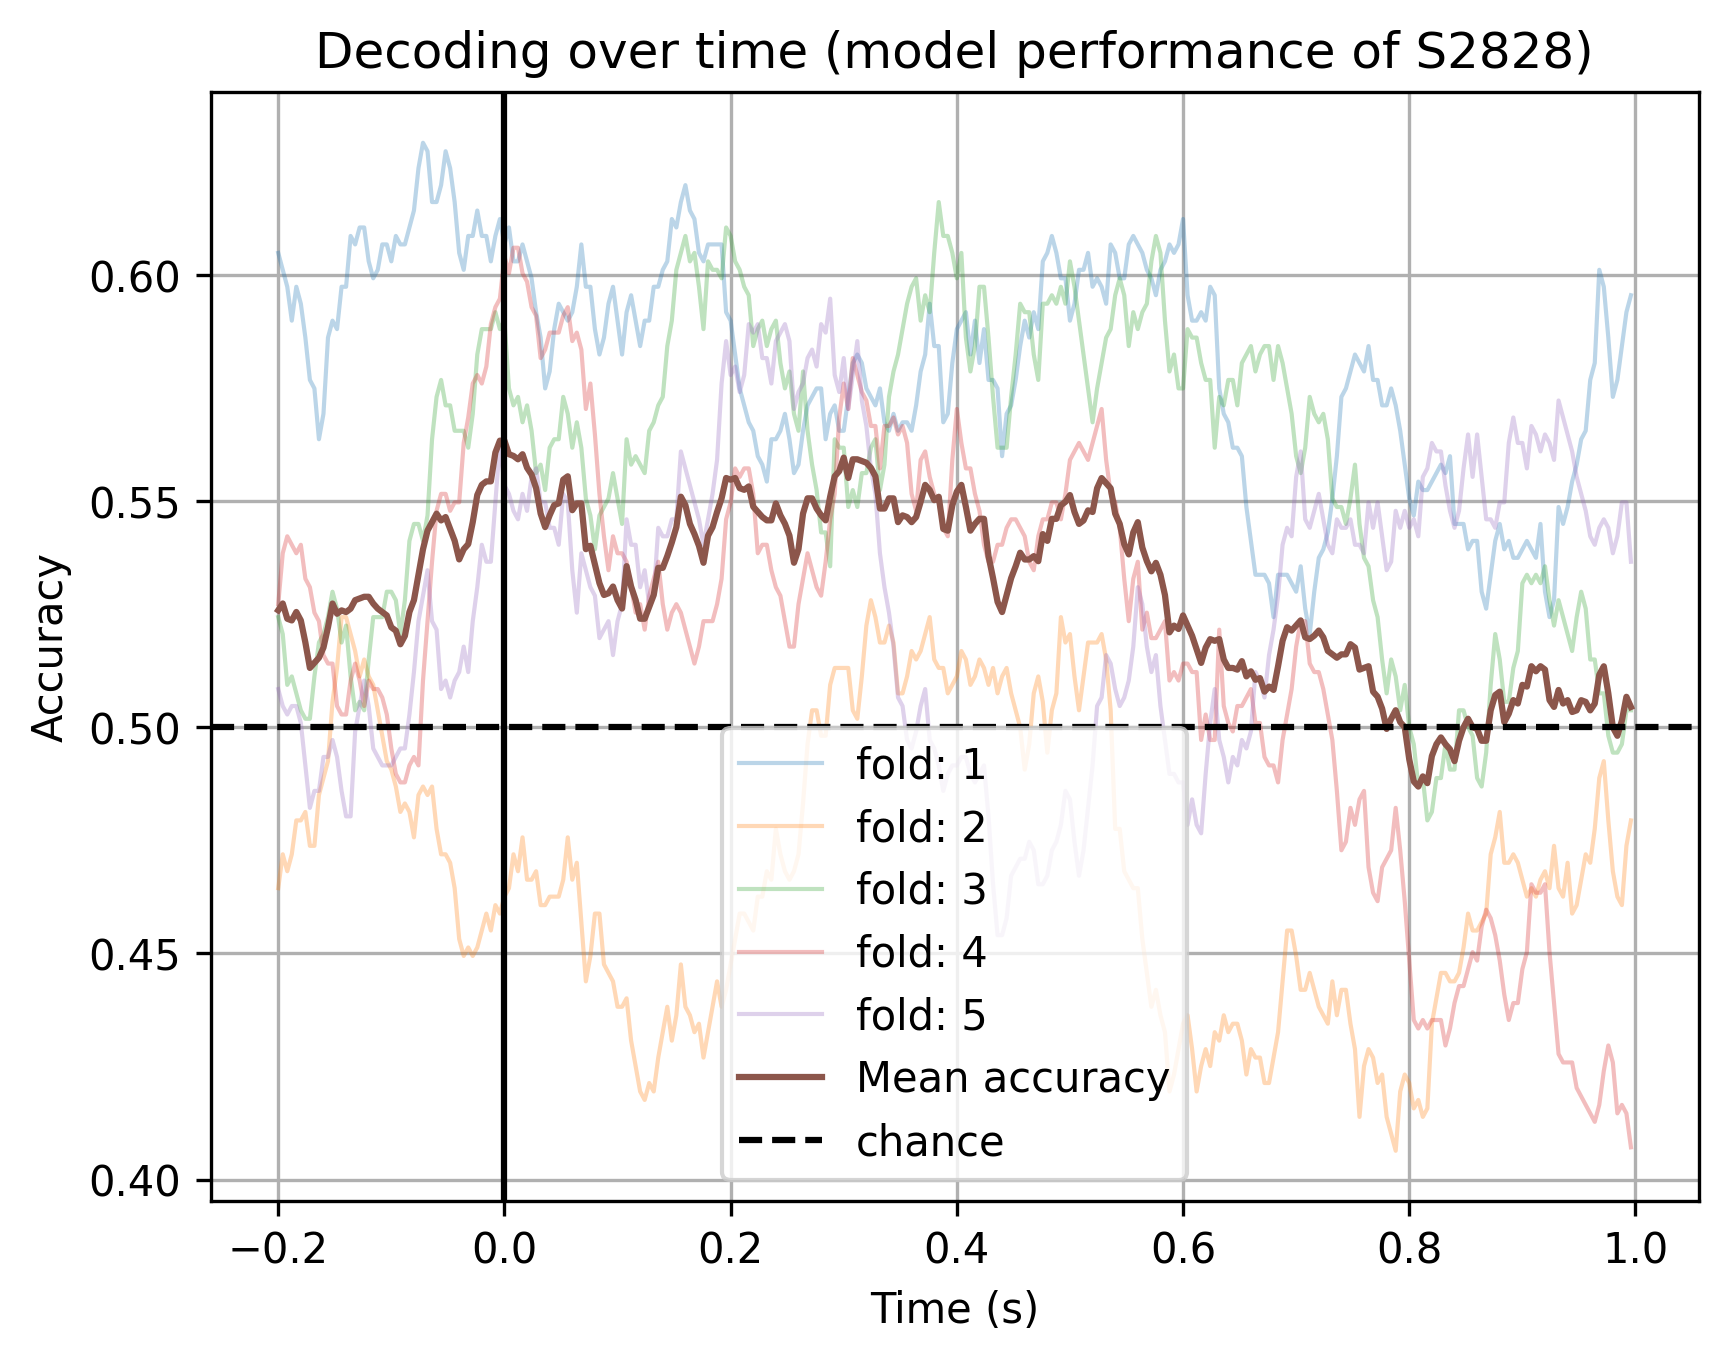 Decoding over time (model performance of S2828)
Accuracy
0.60
0.55
0.50
0.45
0.40
fold: 1
fold: 2
fold: 3
fold: 4
fold: 5
Mean accuracy
chance
−0.2 0.0 0.2 0.4 0.6 0.8 1.0
Time (s)